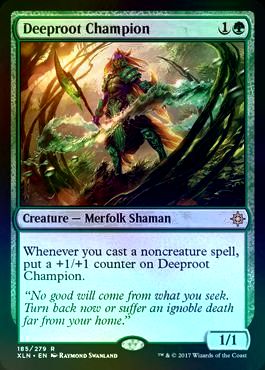 Deeproot Champion 1
Creature — Merfolk Shaman
Whenever you cast a noncreature spell,
put a +1/+1 counter on Deeproot
Champion.
“No good will come from what you seek.
Turn back now or suffer an ignoble death
far from your home.”
1/1
185/279 R
XLN • EN RAYMOND SWANLAND ™ & © 2017 Wizards of the Coast